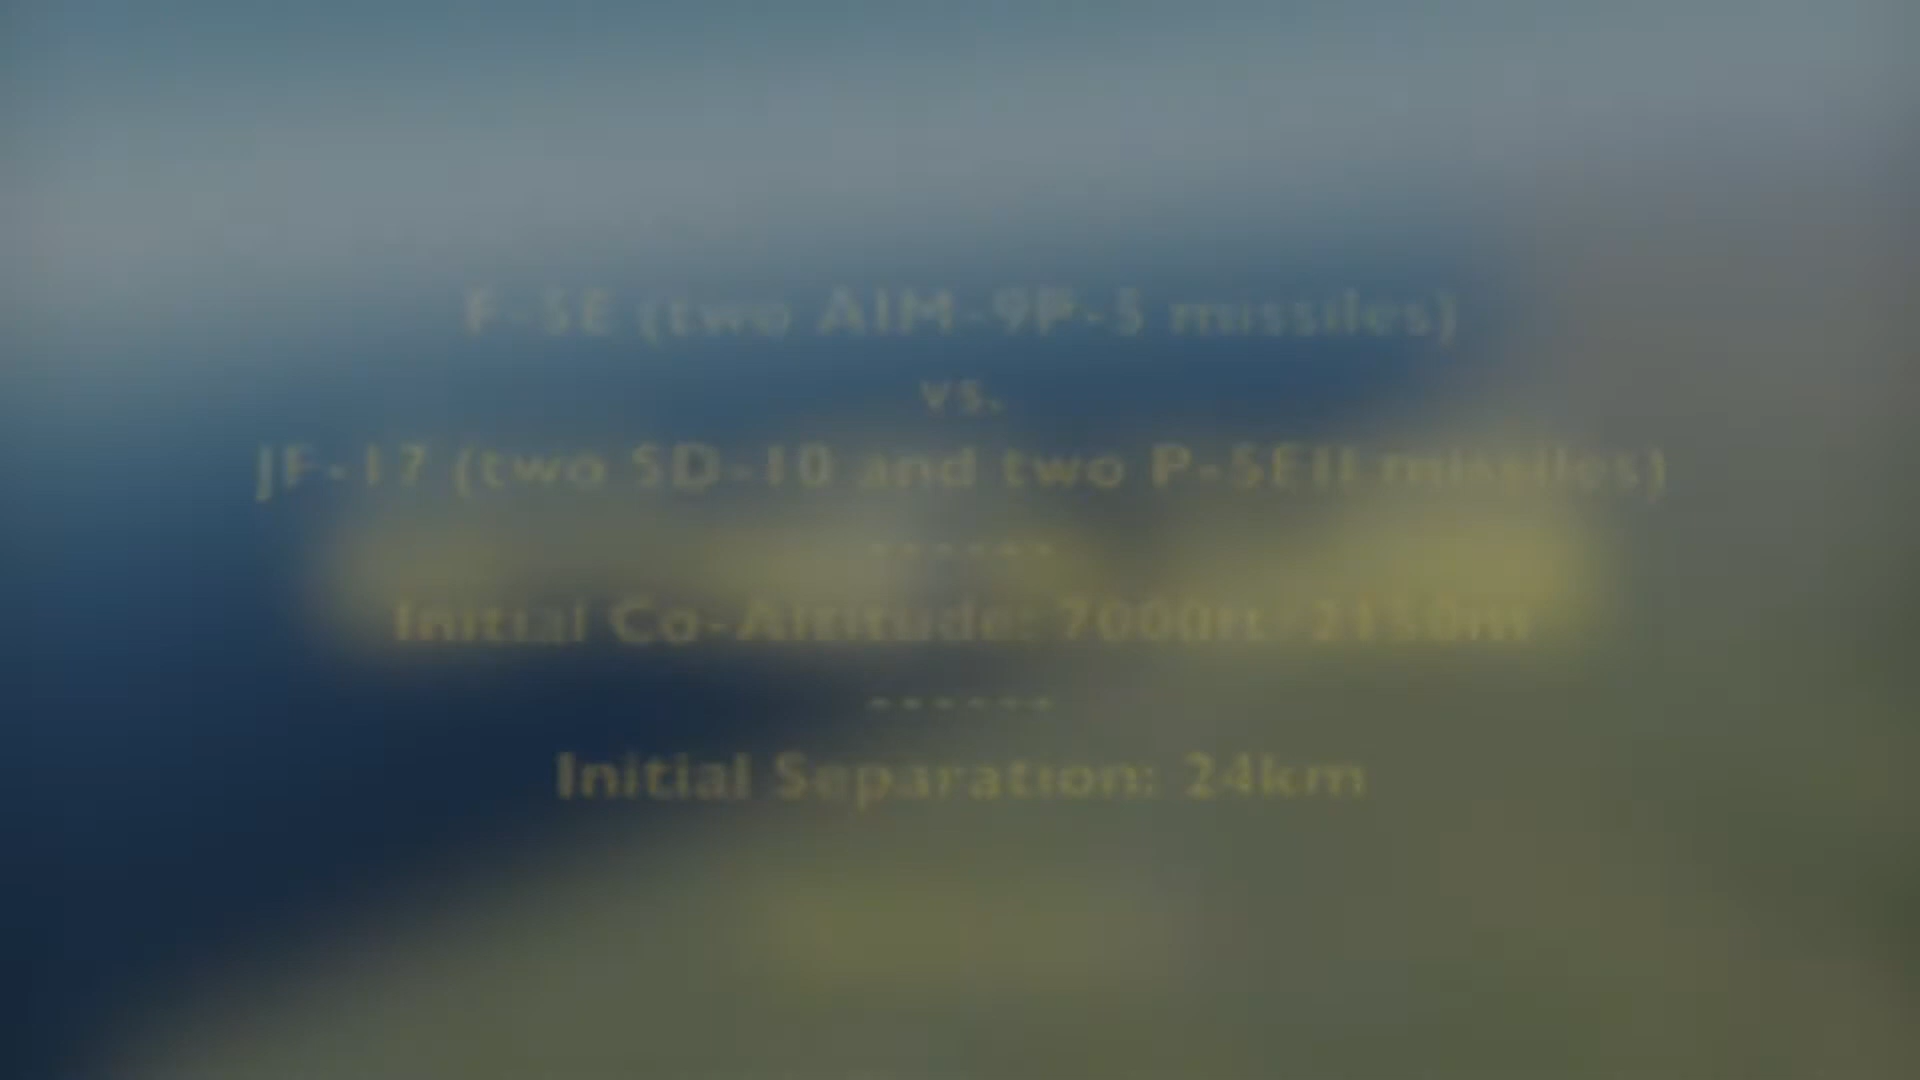 F-5E (two AIM-9P-5 missiles)
vs.
JF-17 (two SD-10 and two P-5EII missiles)
------
Initial Co-Altitude: 7000ft 2150m
------
Initial Separation: 24km